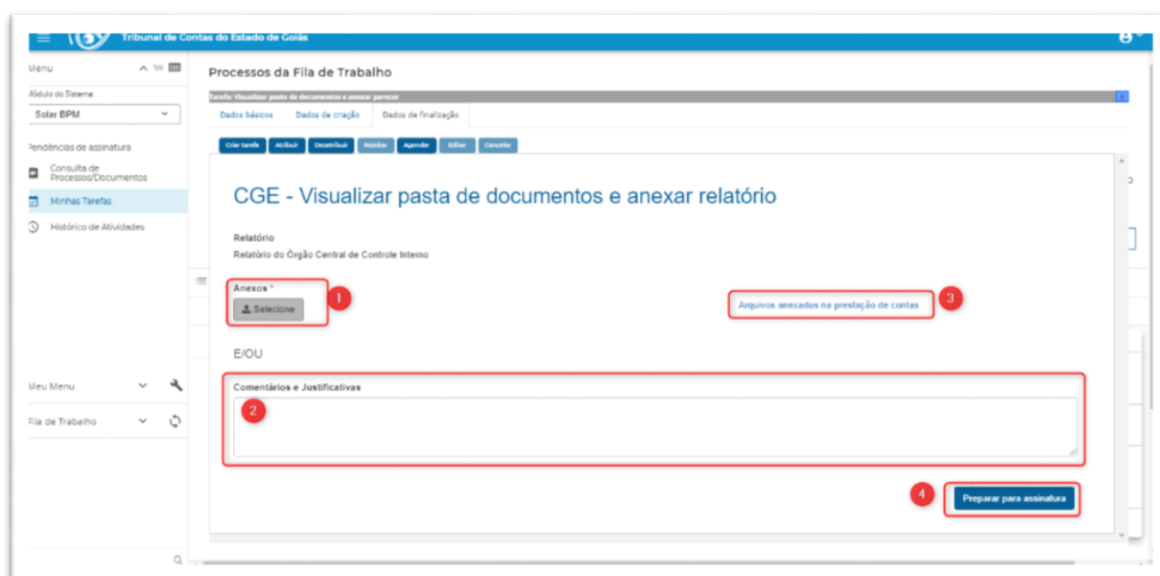 Tribunal de Contas do Estado de Goiás
Menu
Processos da Fila de Trabalho
Módulo do Sistema:
Tarefa: Visualizar pasta de documentos e anexar parecer
Solar BPM
Dados básicos Dados de criação Dados de finalização
Pendências de assinatura
Criar tarefa Atribuir Desatribuir Rejeitar Agendar Editar Cancelar
Consulta de
Processos/Documentos
CGE - Visualizar pasta de documentos e anexar relatório
Minhas Tarefas
Histórico de Atividades
Relatório
Relatório do Órgão Central de Controle Interno
Anexos *
1
Selecione
Arquivos anexados na prestação de contas
3
E/OU
Meu Menu
Comentários e Justificativas
2
Fila de Trabalho
4
Preparar para assinatura